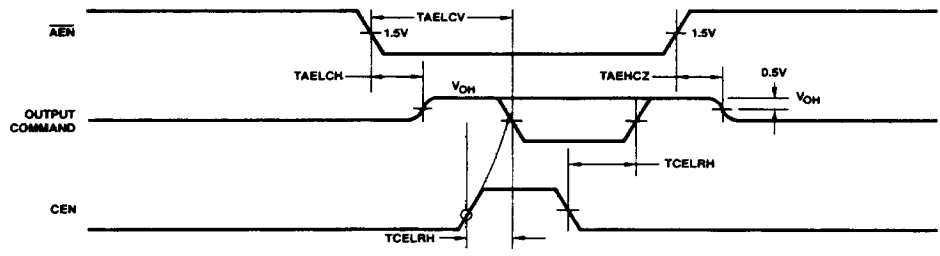 TAELCV
AEN
1.5V
1.5V
TAELCH
VOH
TAEHCZ
0.5V
VOH
OUTPUT
COMMAND
TCELRH
CEN
TCELRH